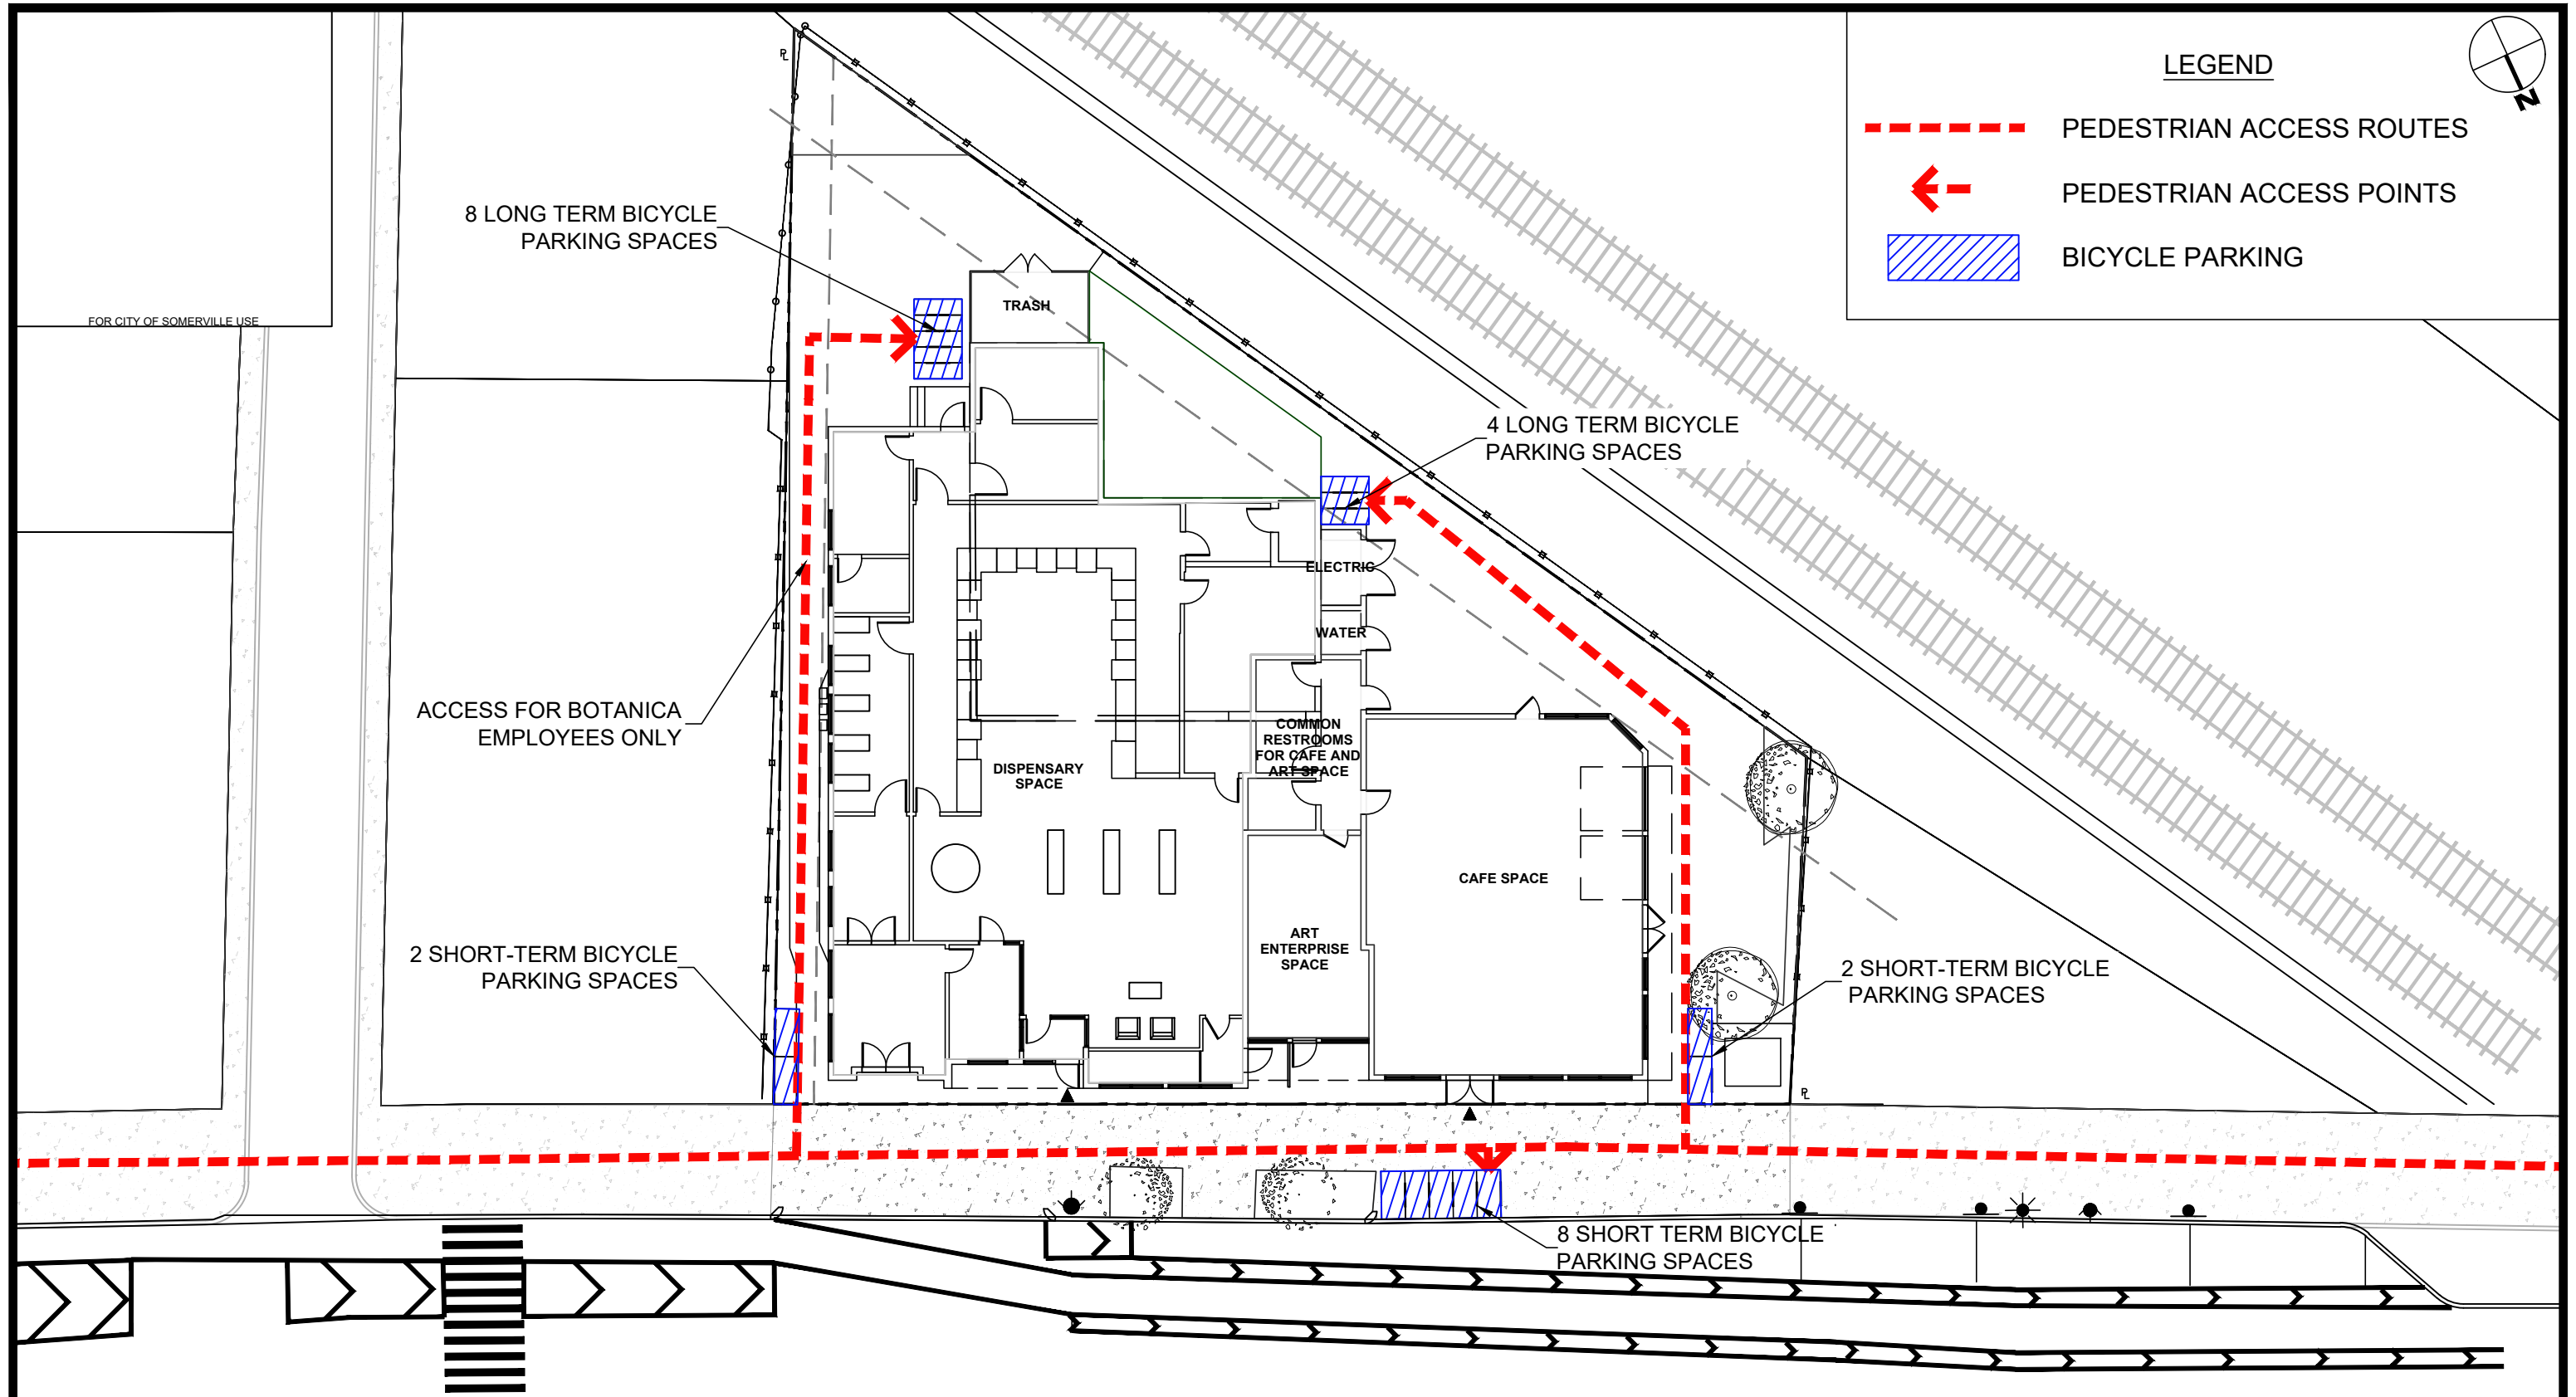 LEGEND
N
PEDESTRIAN ACCESS ROUTES
PEDESTRIAN ACCESS POINTS
BICYCLE PARKING
PL
8 LONG TERM BICYCLE
PARKING SPACES
TRASH
FOR CITY OF SOMERVILLE USE
4 LONG TERM BICYCLE
PARKING SPACES
ELECTRIC
WATER
ACCESS FOR BOTANICA
EMPLOYEES ONLY
COMMON
RESTROOMS
FOR CAFE AND
ART SPACE
DISPENSARY
SPACE
CAFE SPACE
ART
ENTERPRISE
SPACE
2 SHORT-TERM BICYCLE
PARKING SPACES
2 SHORT-TERM BICYCLE
PARKING SPACES
PL
8 SHORT TERM BICYCLE
PARKING SPACES